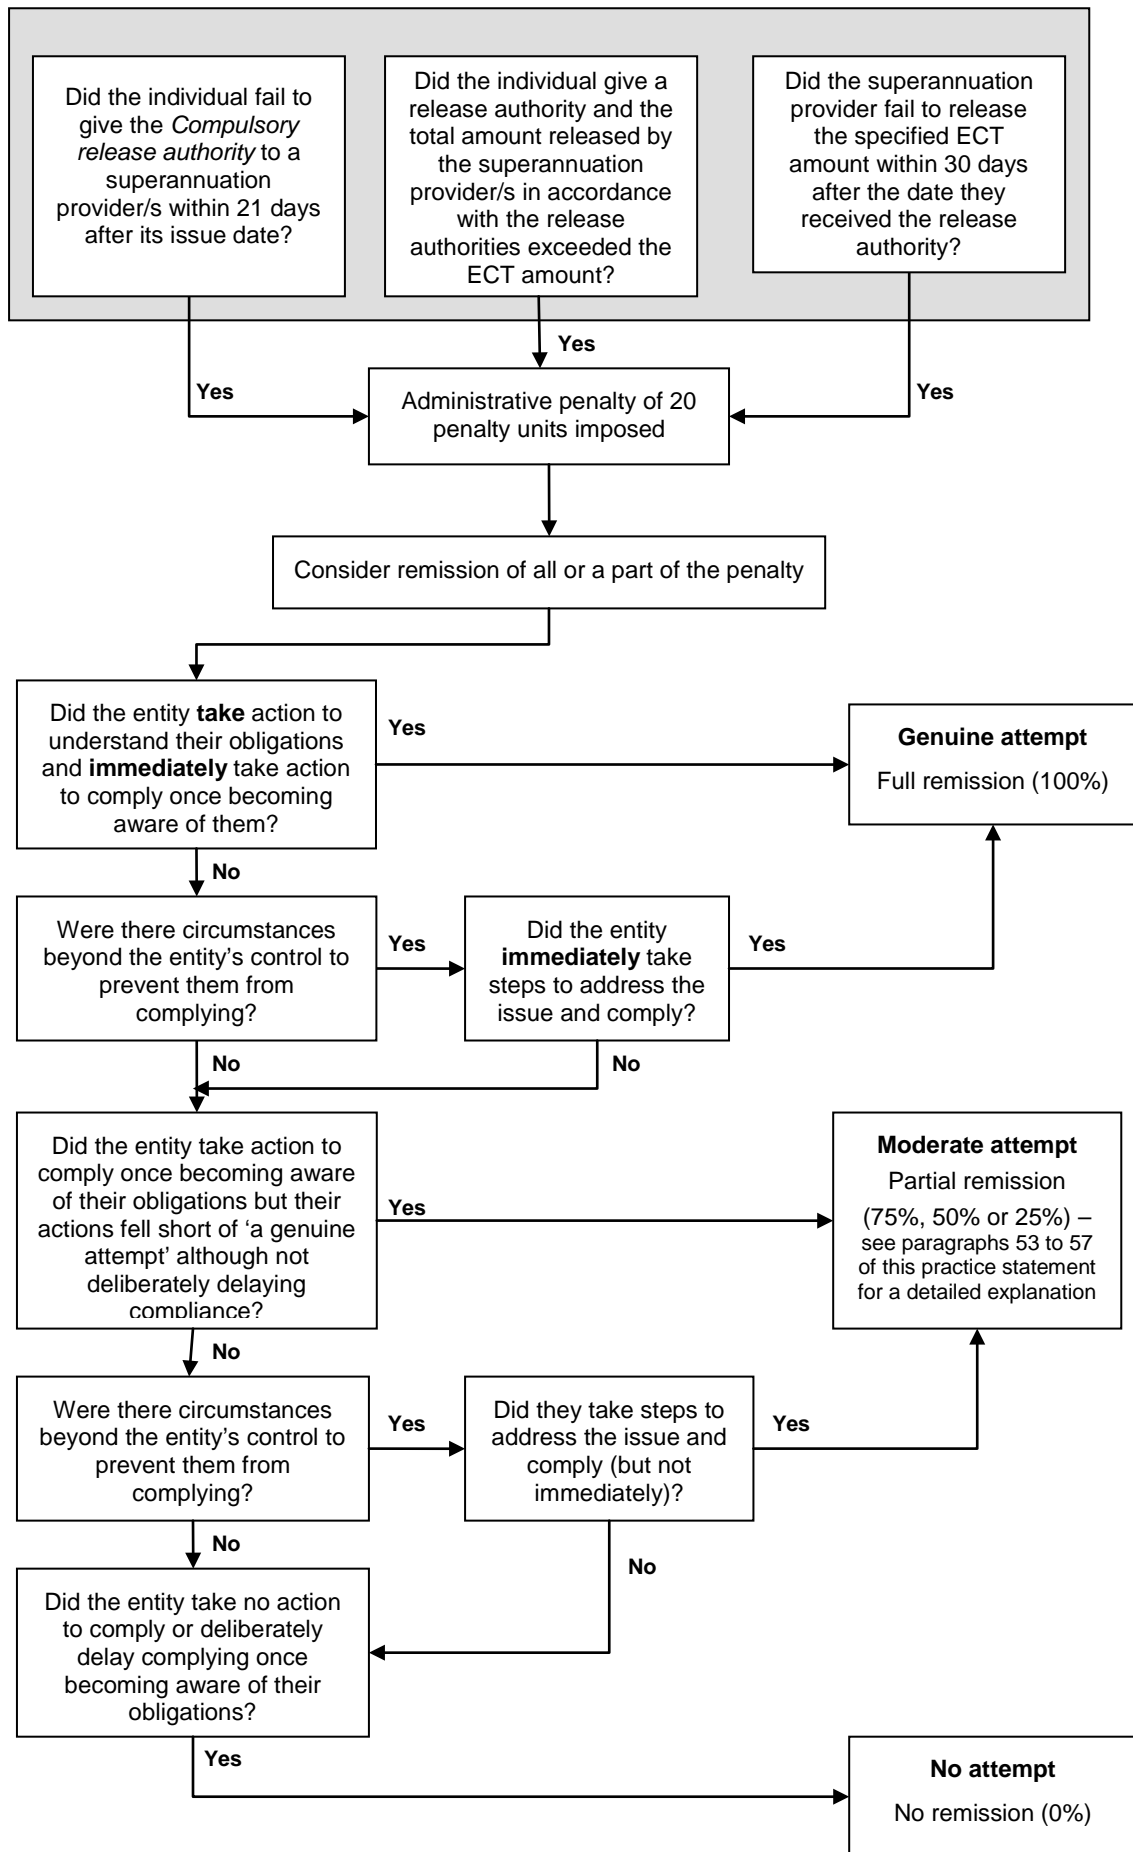 Did the individual fail to
give the Compulsory
release authority to a
superannuation
provider/s within 21 days
after its issue date?
Did the individual give a
release authority and the
total amount released by
the superannuation
provider/s in accordance
with the release
authorities exceeded the
ECT amount?
Did the superannuation
provider fail to release
the specified ECT
amount within 30 days
after the date they
received the release
authority?
Yes
Yes
Yes
Administrative penalty of 20
penalty units imposed
Consider remission of all or a part of the penalty
Did the entity take action to
understand their obligations
and immediately take action
to comply once becoming
aware of them?
Yes
Genuine attempt
Full remission (100%)
No
Were there circumstances
beyond the entity's control to
prevent them from
complying?
Yes
Did the entity
immediately take
steps to address the
issue and comply?
Yes
No
No
Did the entity take action to
comply once becoming aware
of their obligations but their
actions fell short of 'a genuine
attempt' although not
deliberately delaying
compliance?
Yes
Moderate attempt
Partial remission
(75%, 50% or 25%) –
see paragraphs 53 to 57
of this practice statement
for a detailed explanation
No
Were there circumstances
beyond the entity's control to
prevent them from
complying?
Yes
Did they take steps to
address the issue and
comply (but not
immediately)?
Yes
No
No
Did the entity take no action
to comply or deliberately
delay complying once
becoming aware of their
obligations?
Yes
No attempt
No remission (0%)